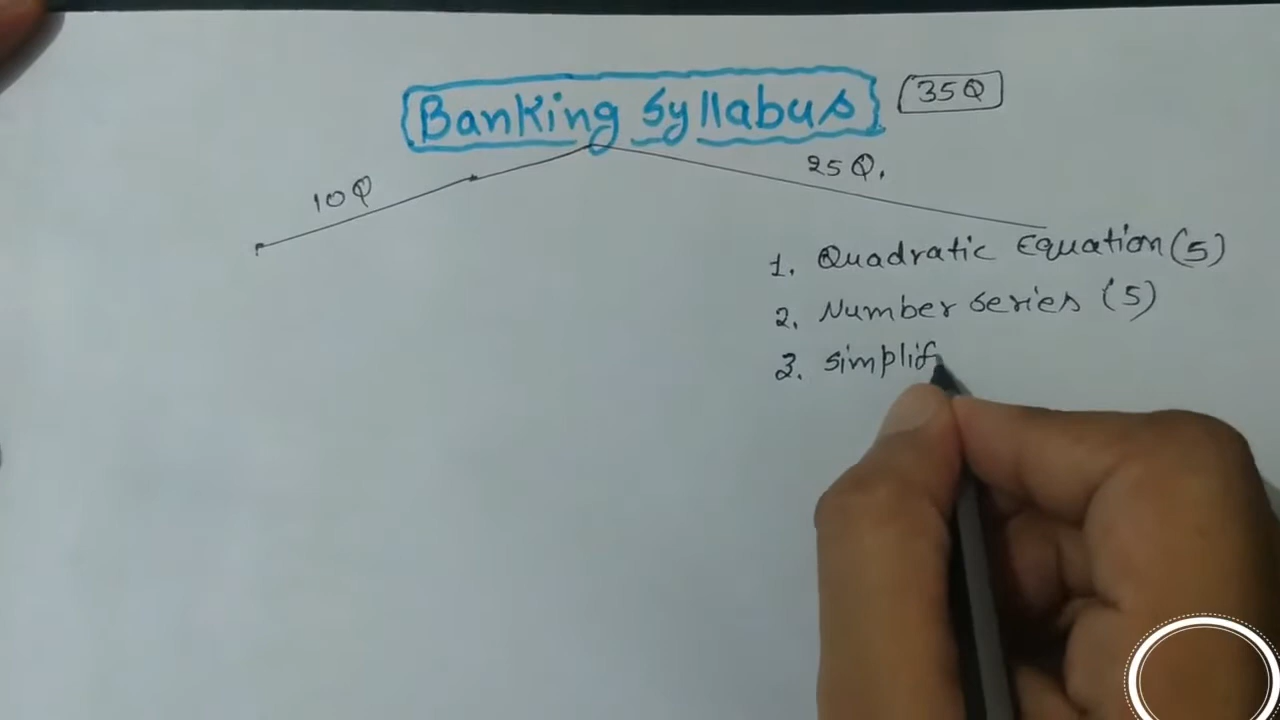 Banking Syllabus 35Q
10Q
25Q.
1. Quadratic Equation (5)
2. Number series (5)
3. Simplif